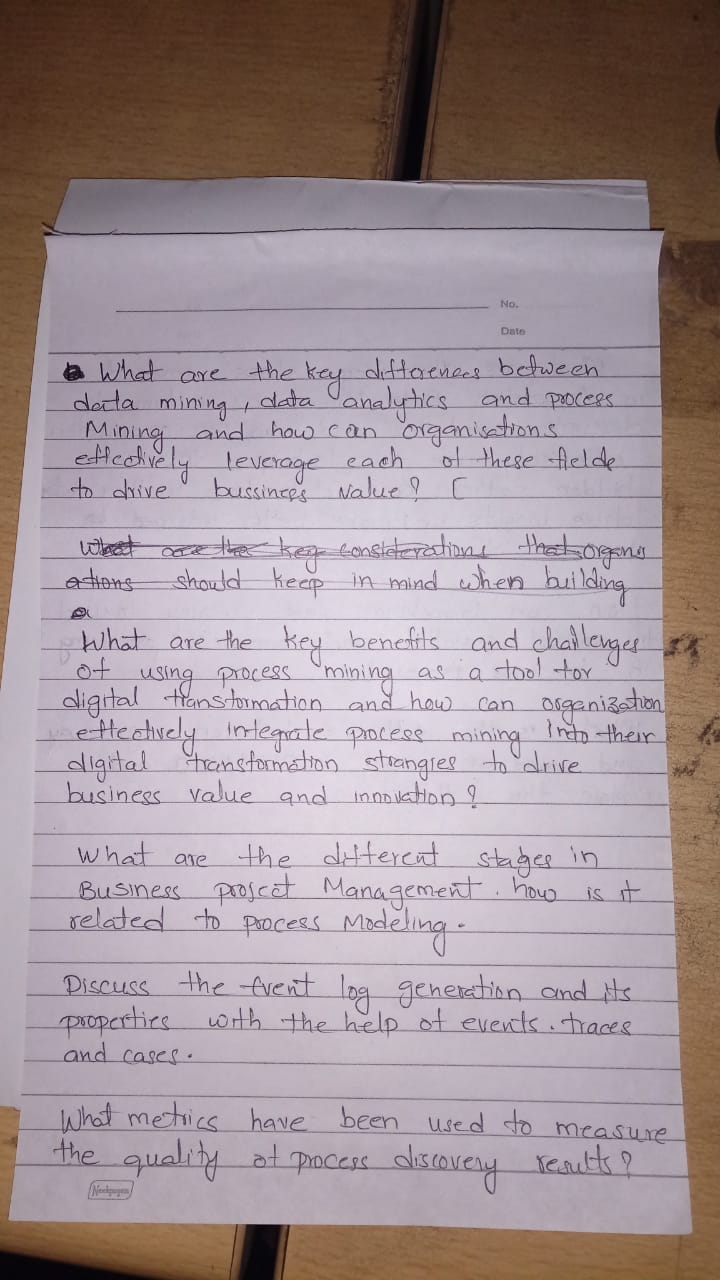 No.
Date
What are the key differences between
data mining, data analytics and process
Mining and how can organisations
effectively leverage each of these fields
to drive bussiness value? [
What are the key considerations that organis
ations should keep in mind when building
a
What are the key benefits and challenges
of using process mining as a tool for
digital transformation and how can organization
effectively integrate process mining into their
digital transformation strangies to drive
business value and innovation?
What are the different stages in
Business project Management. how is it
related to process Modeling.
Discuss the Event log generation and its
properties with the help of events. traces
and cases.
What metrics have been used to measure
the quality of process discovery results?